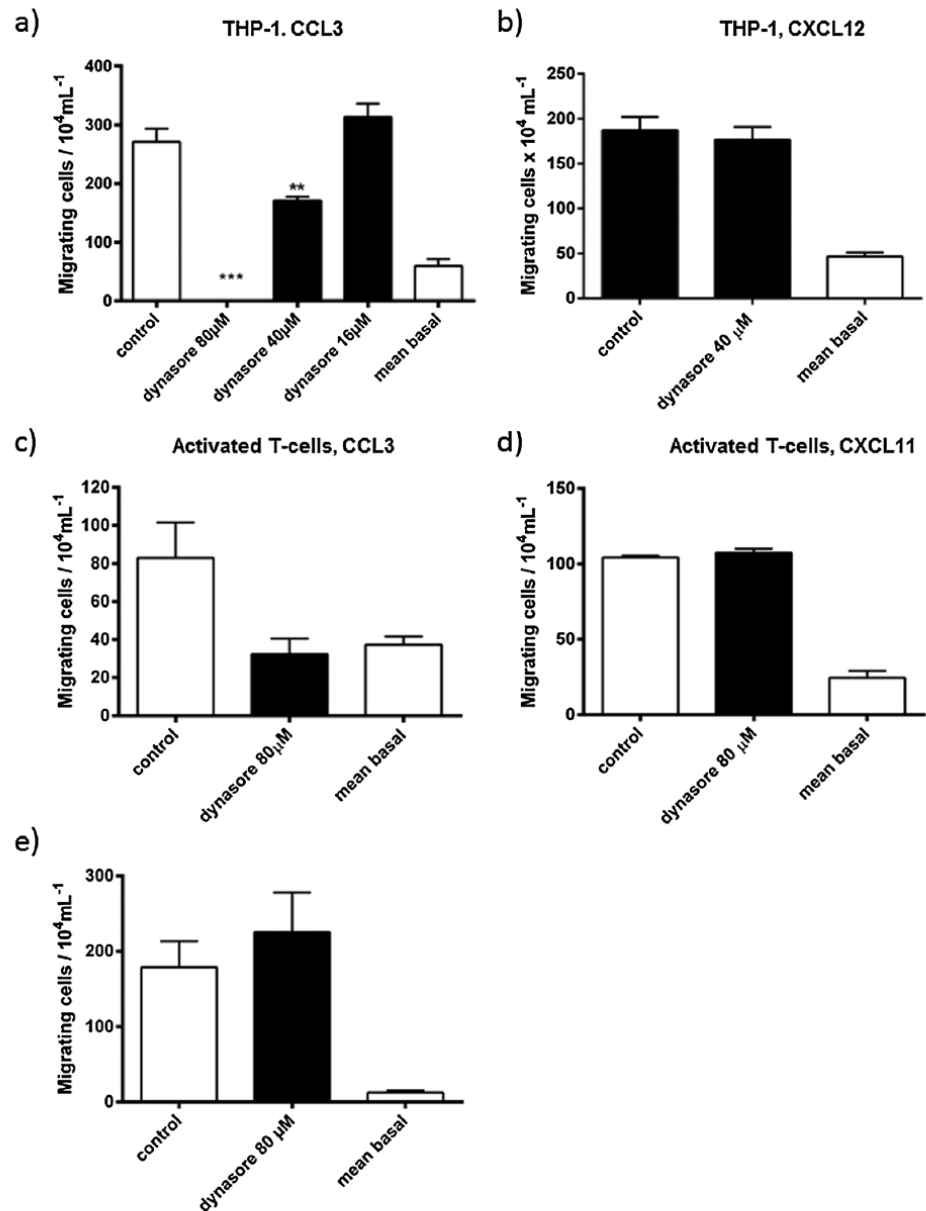 a)
THP-1. CCL3
Migrating cells / 10⁴mL⁻¹
400
300
200
100
0
***
**
control
dynasore 80μM
dynasore 40μM
dynasore 16μM
mean basal
b)
THP-1, CXCL12
Migrating cells x 10⁴ mL⁻¹
250
200
150
100
50
0
control
dynasore 40 μM
mean basal
c)
Activated T-cells, CCL3
Migrating cells / 10⁴mL⁻¹
120
100
80
60
40
20
0
control
dynasore 80μM
mean basal
d)
Activated T-cells, CXCL11
Migrating cells / 10⁴mL⁻¹
150
100
50
0
control
dynasore 80 μM
mean basal
e)
Migrating cells / 10⁴mL⁻¹
300
200
100
0
control
dynasore 80 μM
mean basal